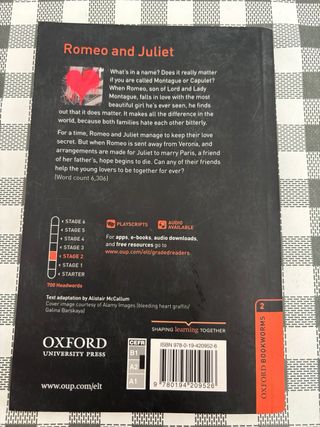 Romeo and Juliet
What's in a name? Does it really matter
if you are called Montague or Capulet?
When Romeo, son of Lord and Lady
Montague, falls in love with the most
beautiful girl he's ever seen, he finds
out that it does matter. It makes all the difference in the
world, because both families hate each other bitterly.
For a time, Romeo and Juliet manage to keep their love
secret. But when Romeo is sent away from Verona, and
arrangements are made for Juliet to marry Paris, a friend
of her father's, hope begins to die. Can any of their friends
help the young lovers to be together for ever?
(Word count 6,306)
STAGE 6
STAGE 5
STAGE 4
STAGE 3
STAGE 2
STAGE 1
STARTER
700 Headwords
PLAYSCRIPTS
AUDIO AVAILABLE
For apps, e-books, audio downloads,
and free resources go to
www.oup.com/elt/gradedreaders.
Text adaptation by Alistair McCallum
Cover image courtesy of Alamy Images (Bleeding heart graffiti/
Galina Barskaya)
SHAPING learning TOGETHER
OXFORD
UNIVERSITY PRESS
www.oup.com/elt
CEFR
B1
A2
A1
ISBN 978-0-19-420952-6
9 780194 209526
2
OXFORD BOOKWORMS